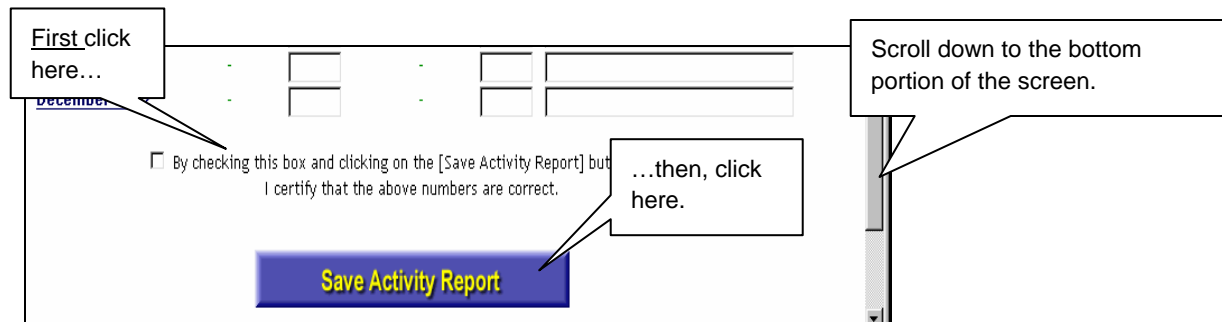 First click
here…
Scroll down to the bottom
portion of the screen.
- -
December
- -
By checking this box and clicking on the [Save Activity Report] but
…then, click
here.
I certify that the above numbers are correct.
Save Activity Report